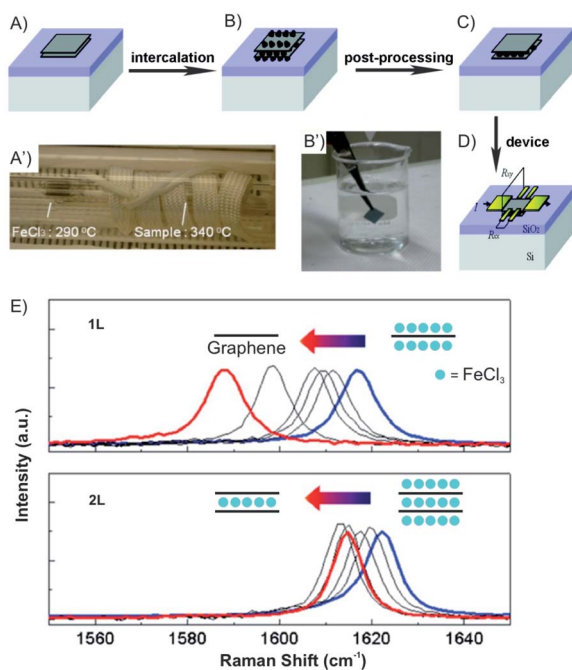 A)
B)
C)
intercalation
post-processing
A')
B')
D)
device
FeCl₃ : 290 °C
Sample : 340 °C
Rxy
I
Rxx
SiO₂
Si
E)
1L
Graphene
= FeCl₃
2L
Intensity (a.u.)
1560 1580 1600 1620 1640
Raman Shift (cm⁻¹)